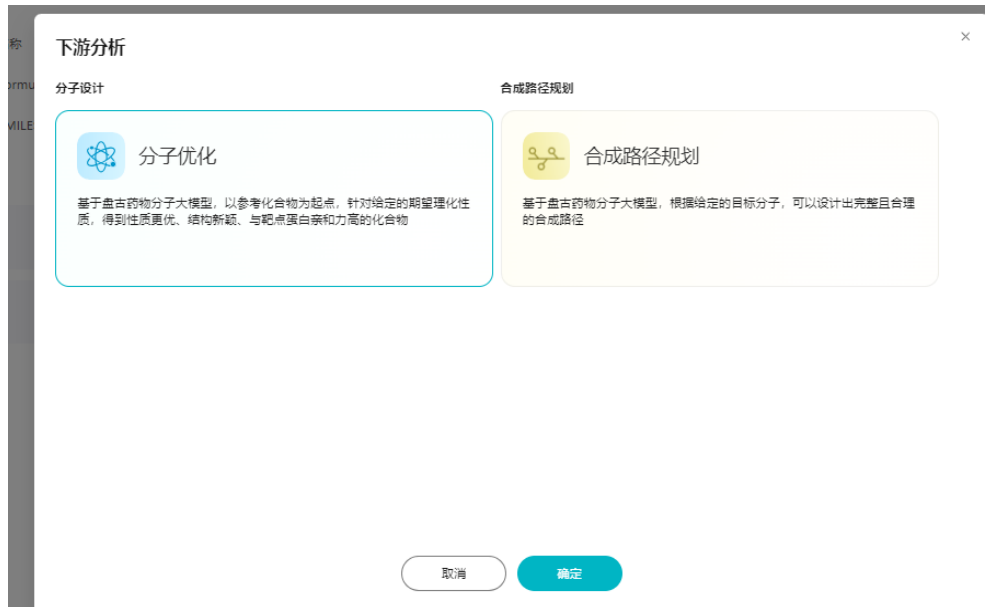 下游分析
称
ormu
MILE
分子设计
合成路径规划
分子优化
基于盘古药物分子大模型，以参考化合物为起点，针对给定的期望理化性
质，得到性质更优、结构新颖、与靶点蛋白亲和力高的化合物
合成路径规划
基于盘古药物分子大模型，根据给定的目标分子，可以设计出完整且合理
的合成路径
取消
确定